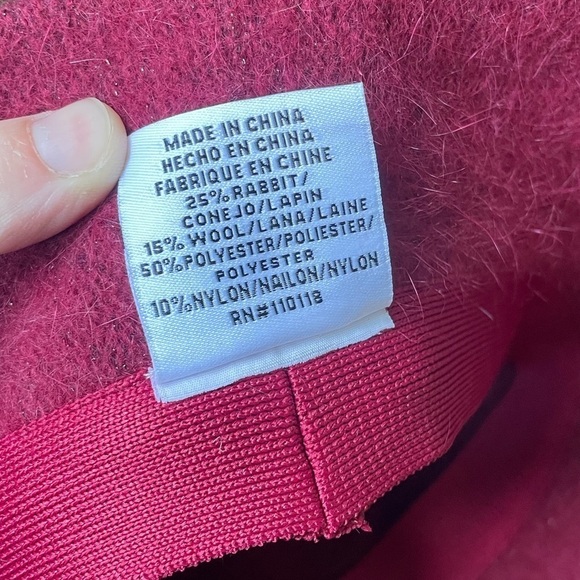 MADE IN CHINA
HECHO EN CHINA
FABRIQUE EN CHINE
25% RABBIT/
CONEJO/LAPIN
15% WOOL/LANA/LAINE
50%POLYESTER/POLIESTER/
POLYESTER
10%NYLON/NAILON/NYLON
RN#110118